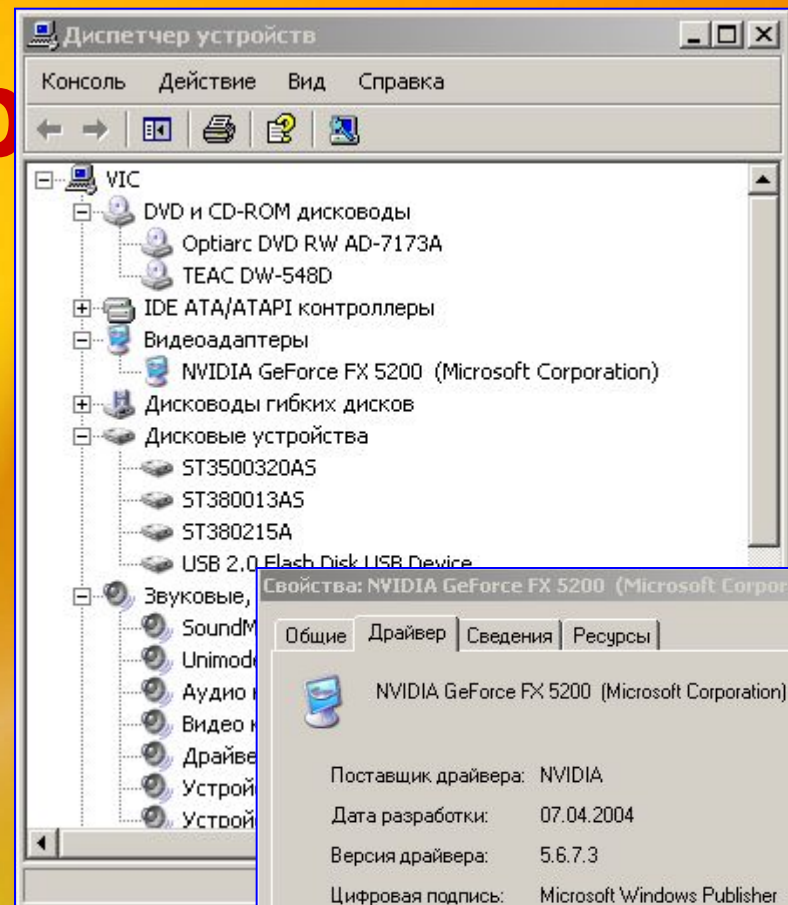 Диспетчер устройств
Консоль Действие Вид Справка
VIC
DVD и CD-ROM дисководы
Optiarc DVD RW AD-7173A
TEAC DW-548D
IDE ATA/ATAPI контроллеры
Видеоадаптеры
NVIDIA GeForce FX 5200 (Microsoft Corporation)
Дисководы гибких дисков
Дисковые устройства
ST3500320AS
ST380013AS
ST380215A
USB 2.0 Flash Disk USB Device
Звуковые,
SoundM
Unimode
Аудио
Видео
Драйве
Устрой
Устрой
Свойства: NVIDIA GeForce FX 5200 (Microsoft Corpor
Общие Драйвер Сведения Ресурсы
NVIDIA GeForce FX 5200 (Microsoft Corporation)
Поставщик драйвера: NVIDIA
Дата разработки: 07.04.2004
Версия драйвера: 5.6.7.3
Цифровая подпись: Microsoft Windows Publisher